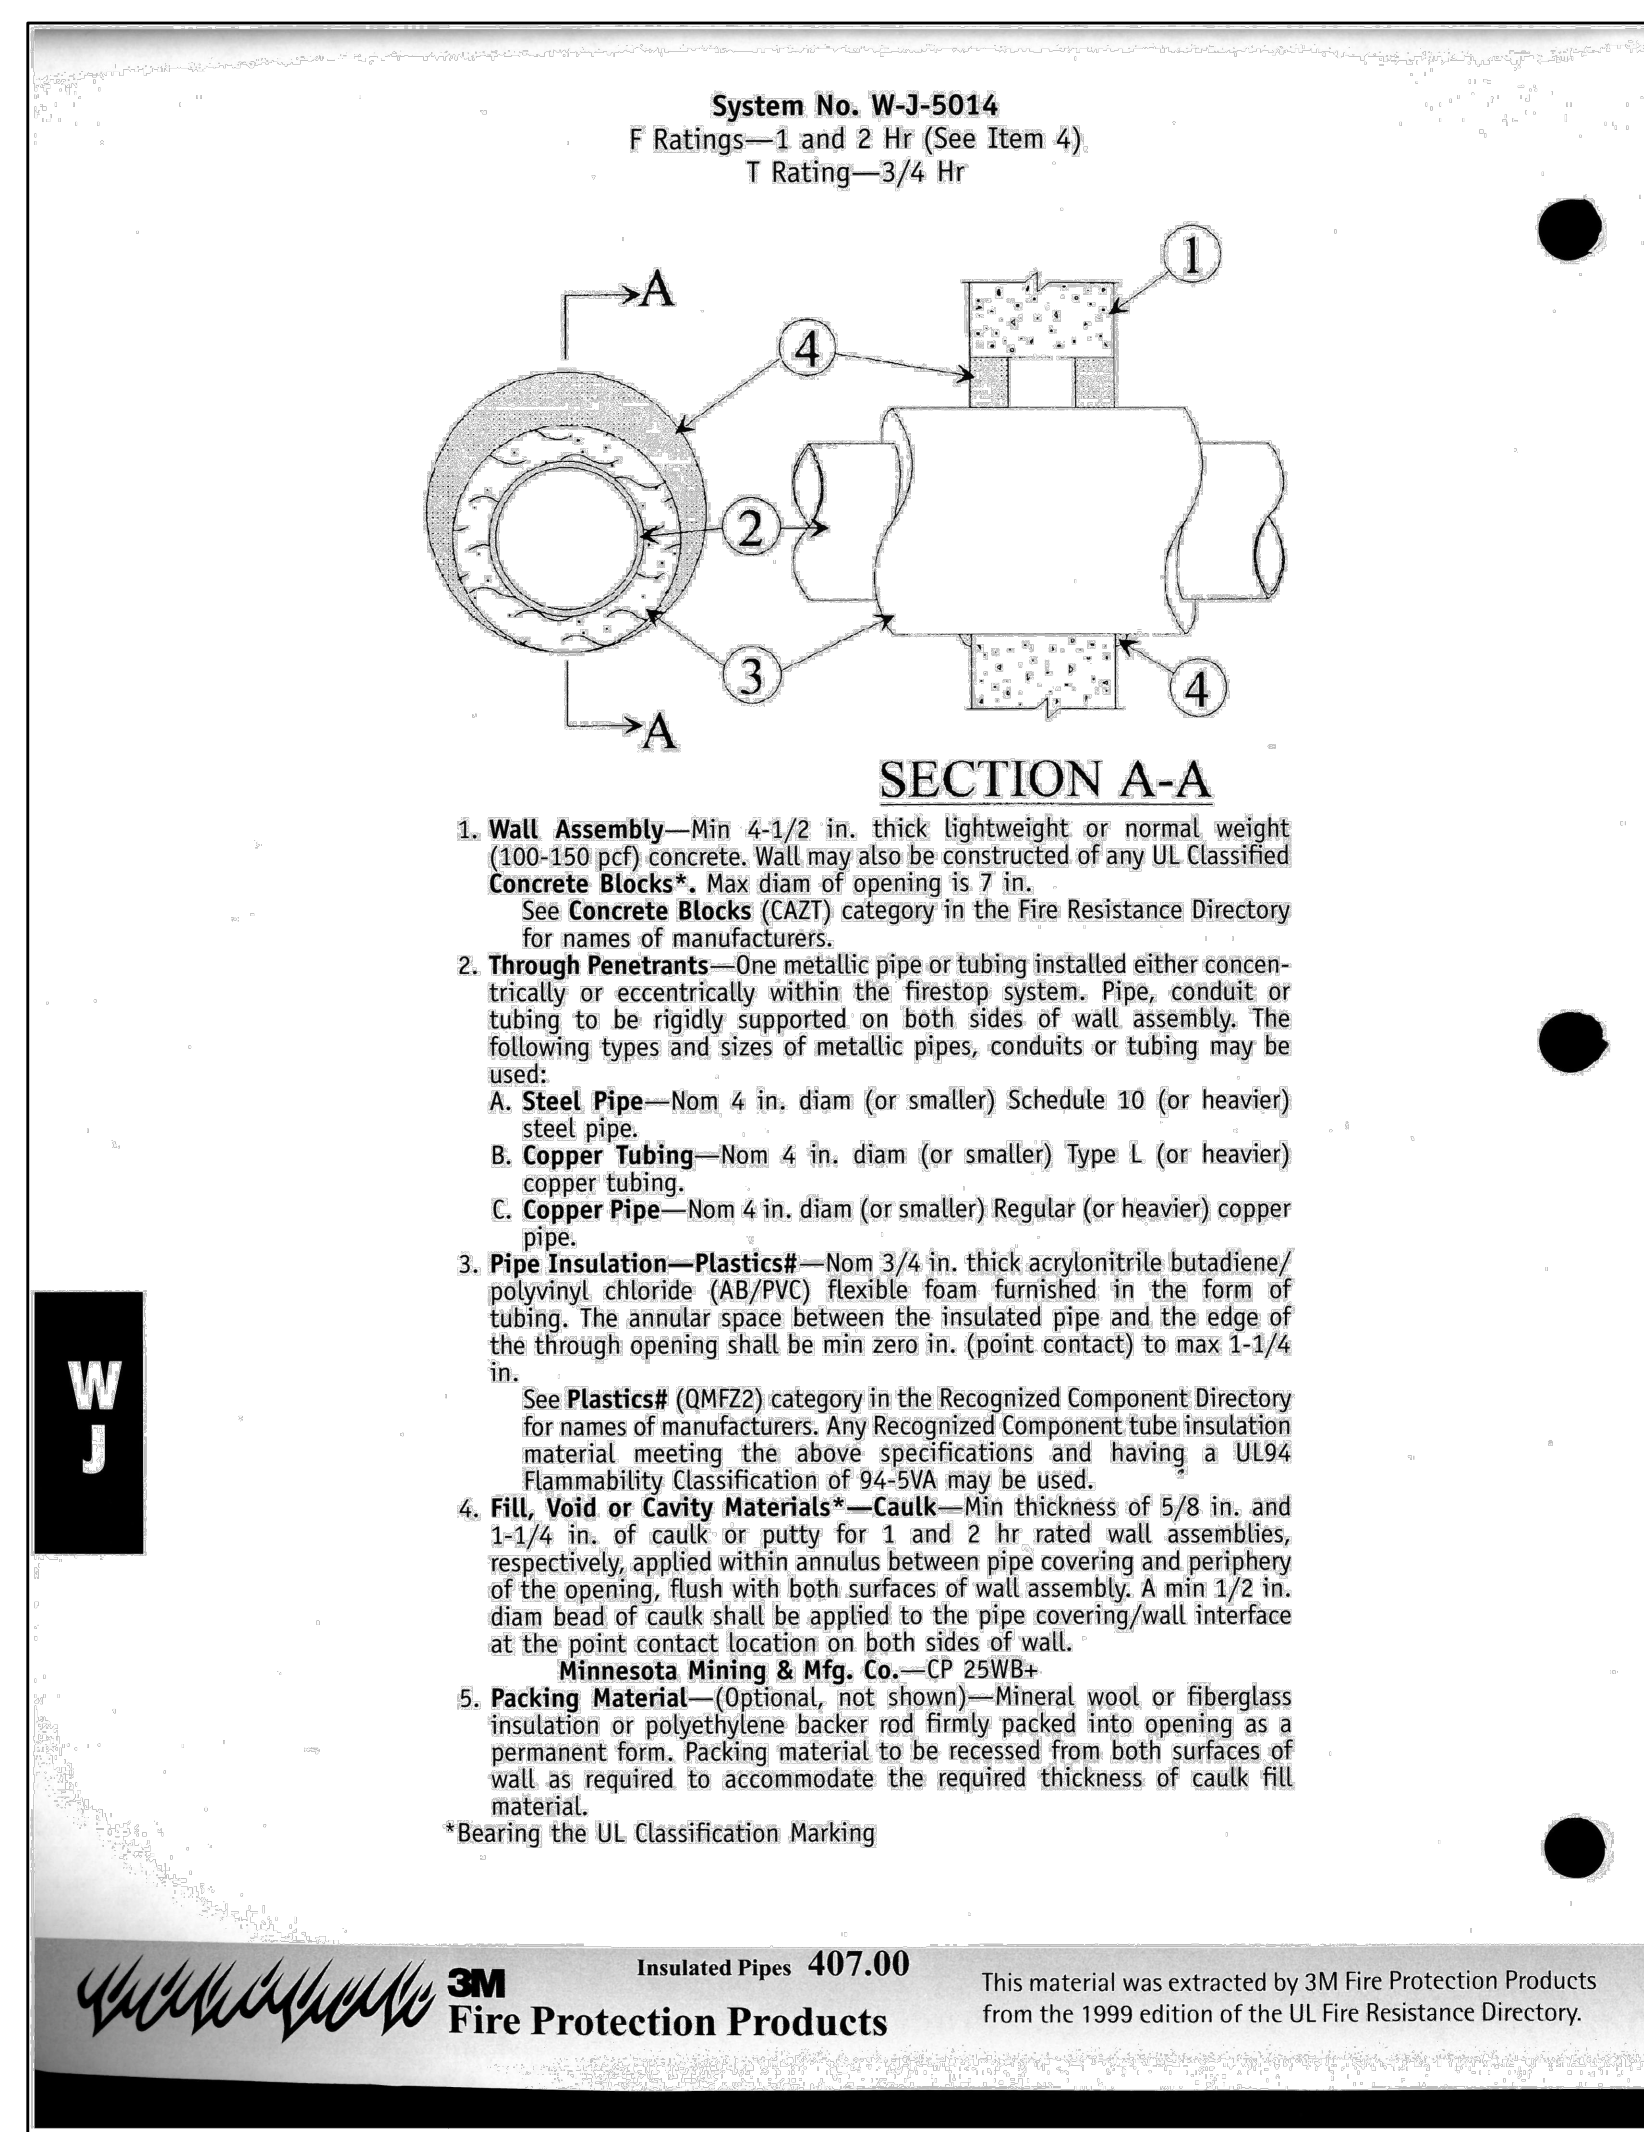 System No. W-J-5014
F Ratings—1 and 2 Hr (See Item 4)
T Rating—3/4 Hr
1
A
4
2
3
4
A
SECTION A-A
1. Wall Assembly—Min 4-1/2 in. thick lightweight or normal weight
(100-150 pcf) concrete. Wall may also be constructed of any UL Classified
Concrete Blocks*. Max diam of opening is 7 in.
See Concrete Blocks (CAZT) category in the Fire Resistance Directory
for names of manufacturers.
2. Through Penetrants—One metallic pipe or tubing installed either concen-
trically or eccentrically within the firestop system. Pipe, conduit or
tubing to be rigidly supported on both sides of wall assembly. The
following types and sizes of metallic pipes, conduits or tubing may be
used:
A. Steel Pipe—Nom 4 in. diam (or smaller) Schedule 10 (or heavier)
steel pipe.
B. Copper Tubing—Nom 4 in. diam (or smaller) Type L (or heavier)
copper tubing.
C. Copper Pipe—Nom 4 in. diam (or smaller) Regular (or heavier) copper
pipe.
3. Pipe Insulation—Plastics#—Nom 3/4 in. thick acrylonitrile butadiene/
polyvinyl chloride (AB/PVC) flexible foam furnished in the form of
tubing. The annular space between the insulated pipe and the edge of
the through opening shall be min zero in. (point contact) to max 1-1/4
in.
See Plastics# (QMFZ2) category in the Recognized Component Directory
for names of manufacturers. Any Recognized Component tube insulation
material meeting the above specifications and having a UL94
Flammability Classification of 94-5VA may be used.
4. Fill, Void or Cavity Materials*—Caulk—Min thickness of 5/8 in. and
1-1/4 in. of caulk or putty for 1 and 2 hr rated wall assemblies,
respectively, applied within annulus between pipe covering and periphery
of the opening, flush with both surfaces of wall assembly. A min 1/2 in.
diam bead of caulk shall be applied to the pipe covering/wall interface
at the point contact location on both sides of wall.
Minnesota Mining & Mfg. Co.—CP 25WB+
5. Packing Material—(Optional, not shown)—Mineral wool or fiberglass
insulation or polyethylene backer rod firmly packed into opening as a
permanent form. Packing material to be recessed from both surfaces of
wall as required to accommodate the required thickness of caulk fill
material.
*Bearing the UL Classification Marking
W
J
3M
Fire Protection Products
Insulated Pipes 407.00
This material was extracted by 3M Fire Protection Products
from the 1999 edition of the UL Fire Resistance Directory.